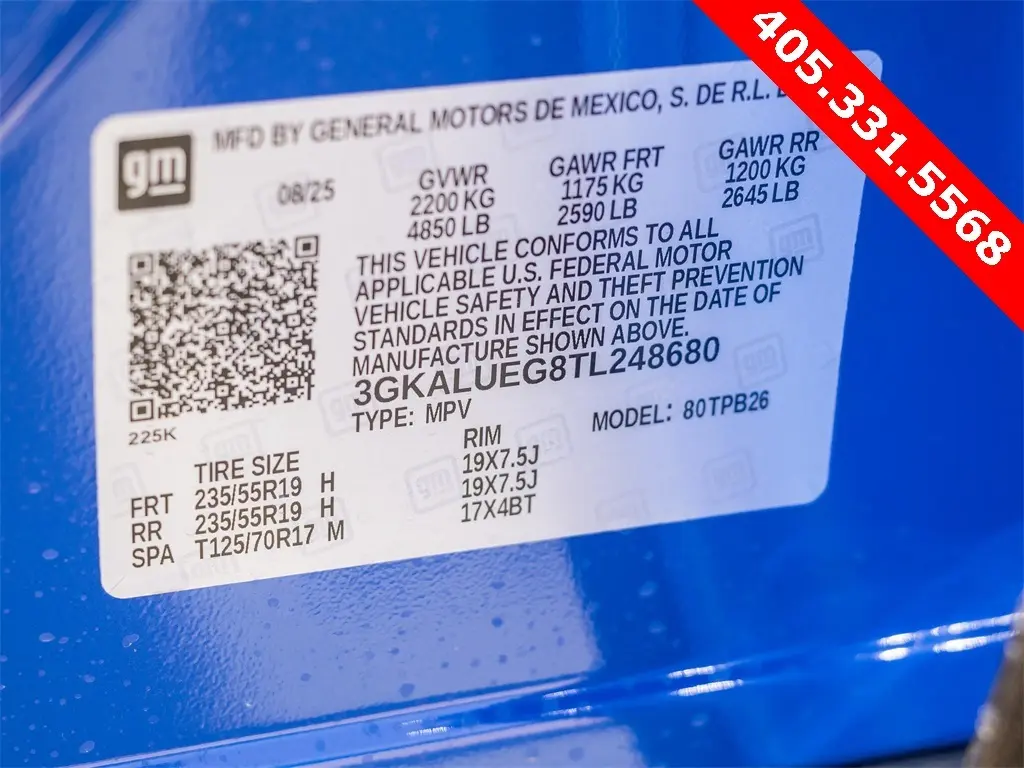 405.331.5568
MFD BY GENERAL MOTORS DE MEXICO, S. DE R.L.
gm
08/25
GVWR
2200 KG
4850 LB
GAWR FRT
1175 KG
2590 LB
GAWR RR
1200 KG
2645 LB
THIS VEHICLE CONFORMS TO ALL
APPLICABLE U.S. FEDERAL MOTOR
VEHICLE SAFETY AND THEFT PREVENTION
STANDARDS IN EFFECT ON THE DATE OF
MANUFACTURE SHOWN ABOVE.
3GKALUEG8TL248680
TYPE: MPV MODEL: 80TPB26
225K
TIRE SIZE RIM
FRT 235/55R19 H 19X7.5J
RR 235/55R19 H 19X7.5J
SPA T125/70R17 M 17X4BT